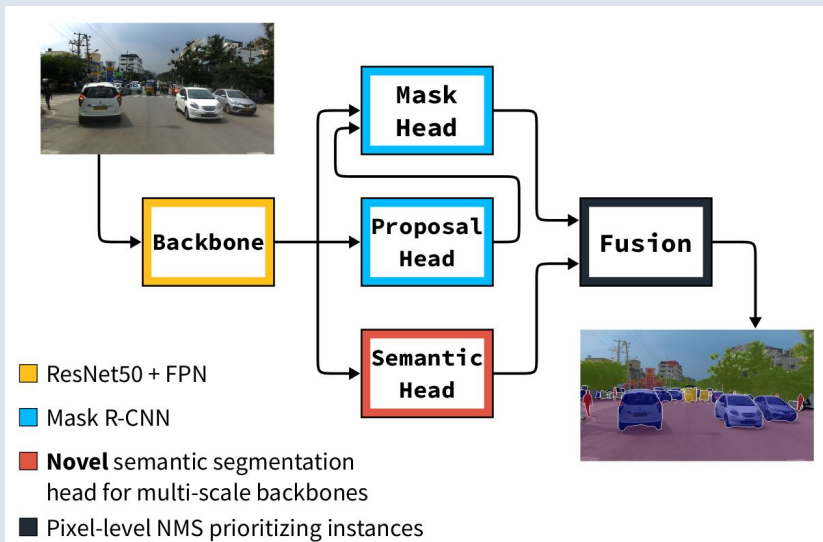 Mask
Head
Backbone
Proposal
Head
Fusion
Semantic
Head
ResNet50 + FPN
Mask R-CNN
Novel semantic segmentation
head for multi-scale backbones
Pixel-level NMS prioritizing instances